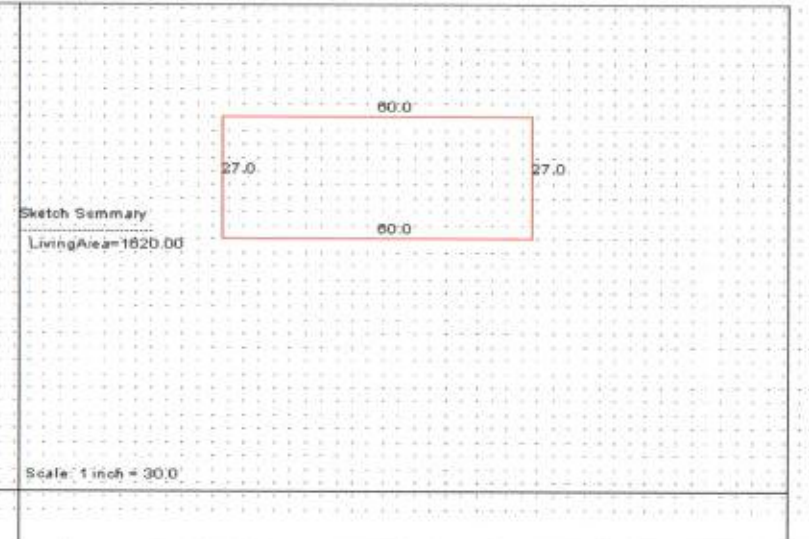 60.0
27.0 27.0
Sketch Summary
60.0
LivingArea=1620.00
Scale: 1 inch = 30.0